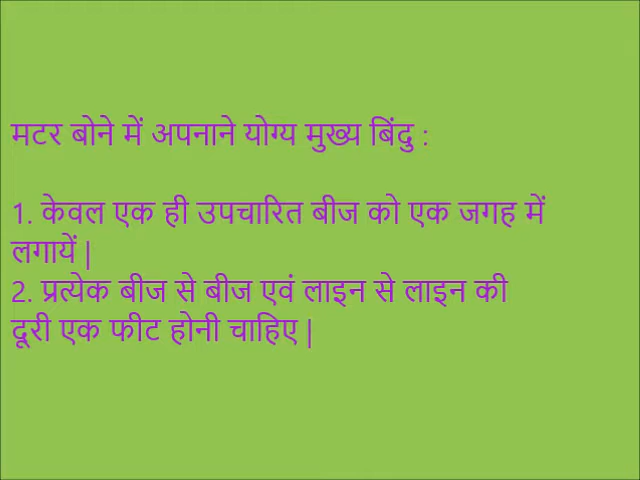 मटर बोने में अपनाने योग्य मुख्य बिंदु :
1. केवल एक ही उपचारित बीज को एक जगह में
लगायें |
2. प्रत्येक बीज से बीज एवं लाइन से लाइन की
दूरी एक फीट होनी चाहिए |